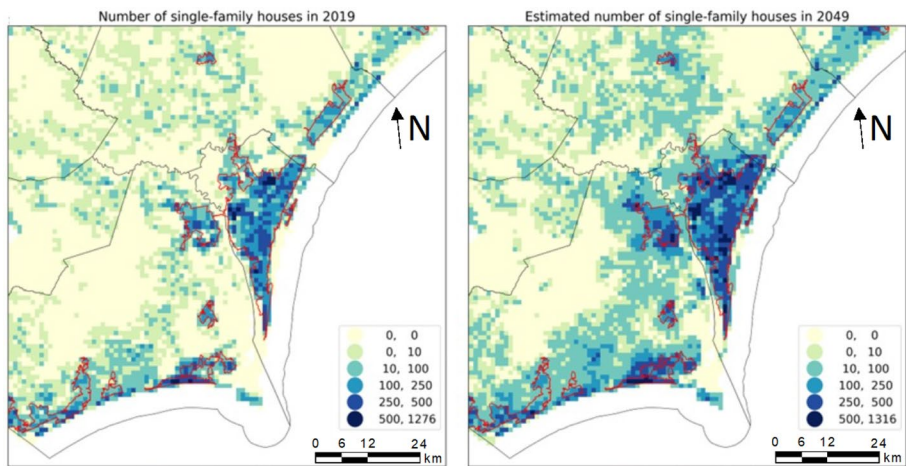 Number of single-family houses in 2019
N
0, 0
0, 10
10, 100
100, 250
250, 500
500, 1276
0 6 12 24
km
Estimated number of single-family houses in 2049
N
0, 0
0, 10
10, 100
100, 250
250, 500
500, 1316
0 6 12 24
km